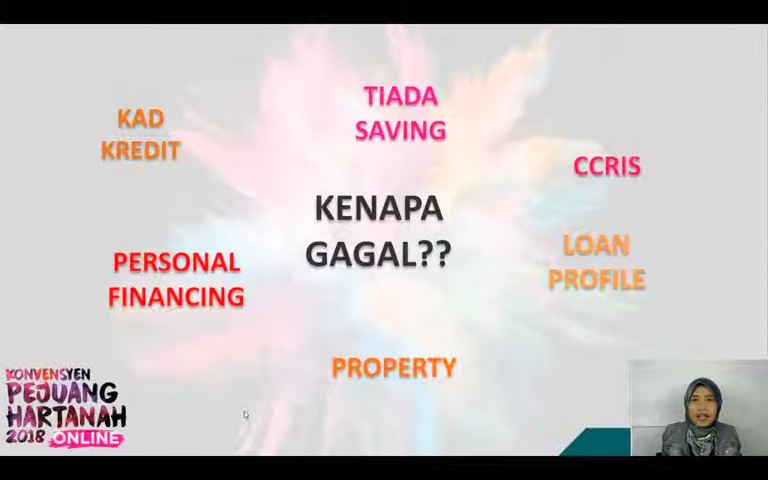 TIADA
SAVING
KAD
KREDIT
CCRIS
KENAPA
GAGAL??
LOAN
PROFILE
PERSONAL
FINANCING
PROPERTY
KONVENSYEN
PEJUANG
HARTANAH
2018 ONLINE